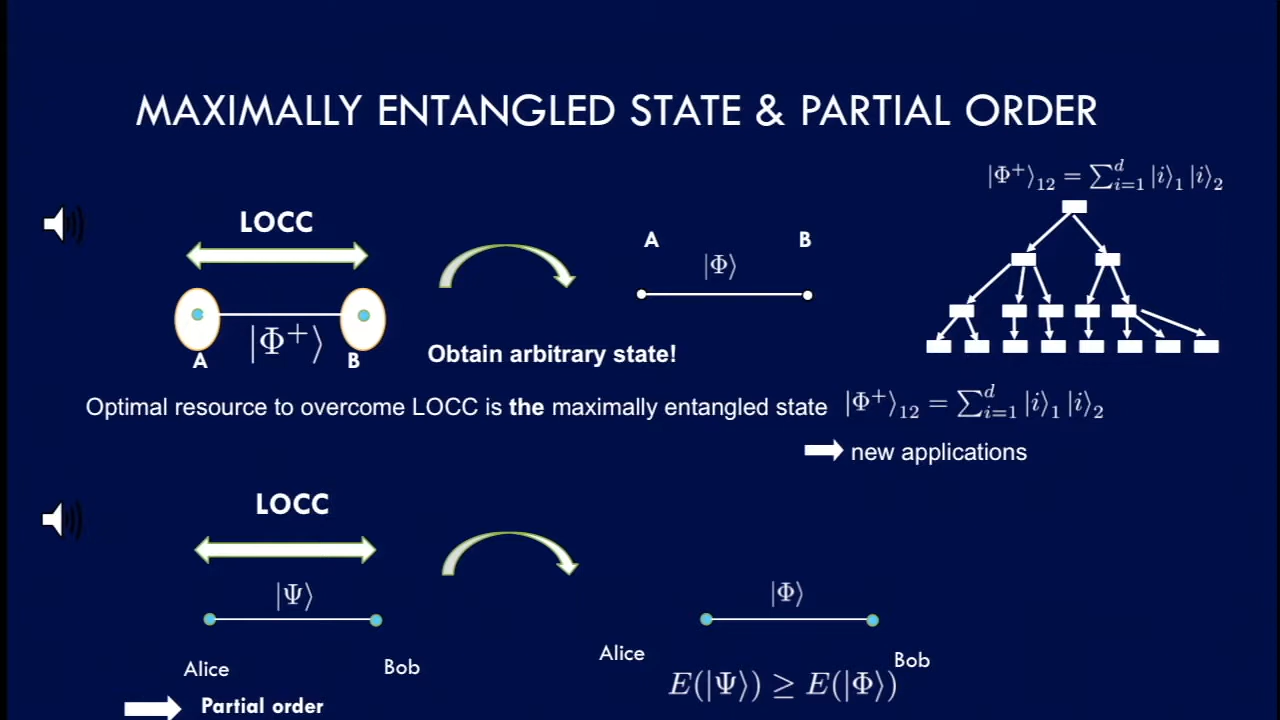 MAXIMALLY ENTANGLED STATE & PARTIAL ORDER
|Φ⁺⟩₁₂ = ∑ᵢ₌₁ᵈ |i⟩₁ |i⟩₂
LOCC
A B
|Φ⟩
|Φ⁺⟩
A B
Obtain arbitrary state!
Optimal resource to overcome LOCC is the maximally entangled state |Φ⁺⟩₁₂ = ∑ᵢ₌₁ᵈ |i⟩₁ |i⟩₂
new applications
LOCC
|Ψ⟩ |Φ⟩
Alice Bob Alice Bob
E(|Ψ⟩) ≥ E(|Φ⟩)
Partial order